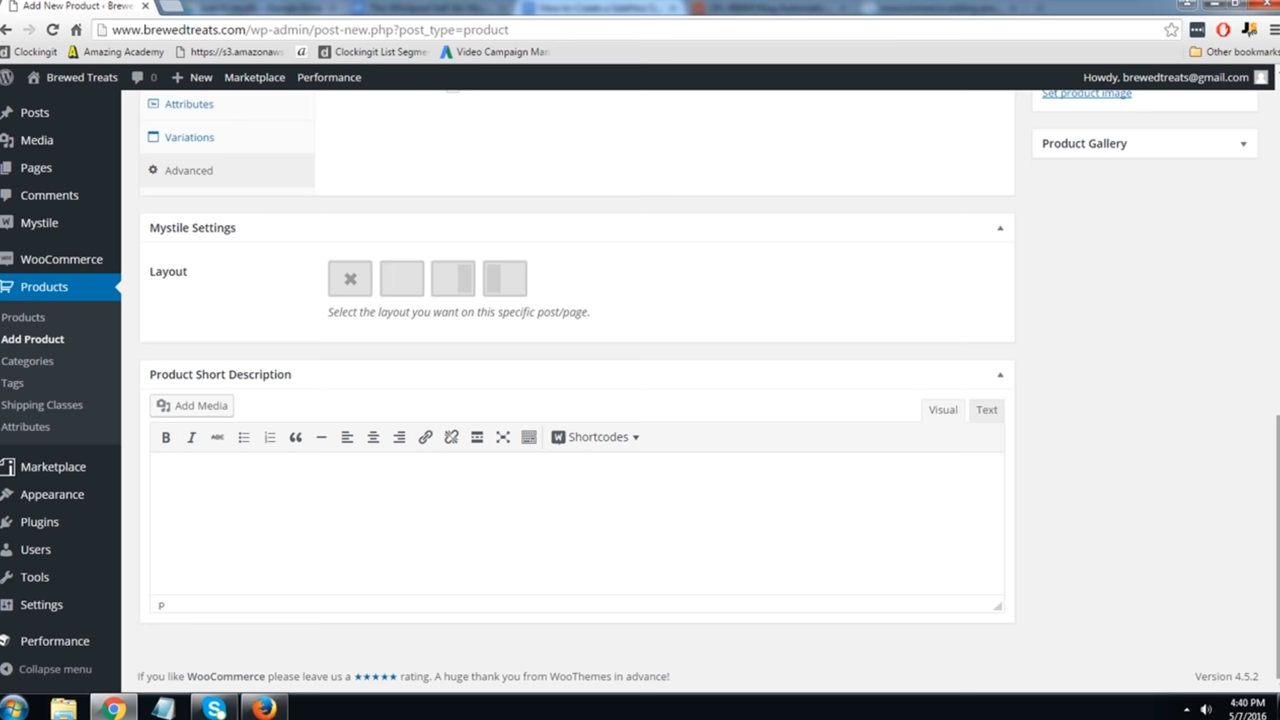 Add New Product ‹ Brewe
www.brewedtreats.com/wp-admin/post-new.php?post_type=product
Clockingit
Amazing Academy
https://s3.amazonaws
Clockingit List Segme
Video Campaign Man
Other bookmarks
Brewed Treats
0
New
Marketplace
Performance
Howdy, brewedtreats@gmail.com
Posts
Media
Pages
Comments
Mystile
WooCommerce
Products
Products
Add Product
Categories
Tags
Shipping Classes
Attributes
Marketplace
Appearance
Plugins
Users
Tools
Settings
Performance
Collapse menu
Attributes
Variations
Advanced
Set product image
Product Gallery
Mystile Settings
Layout
Select the layout you want on this specific post/page.
Product Short Description
Add Media
Visual
Text
B I ABC
Shortcodes
P
If you like WooCommerce please leave us a ★★★★★ rating. A huge thank you from WooThemes in advance!
Version 4.5.2
4:40 PM
5/7/2016